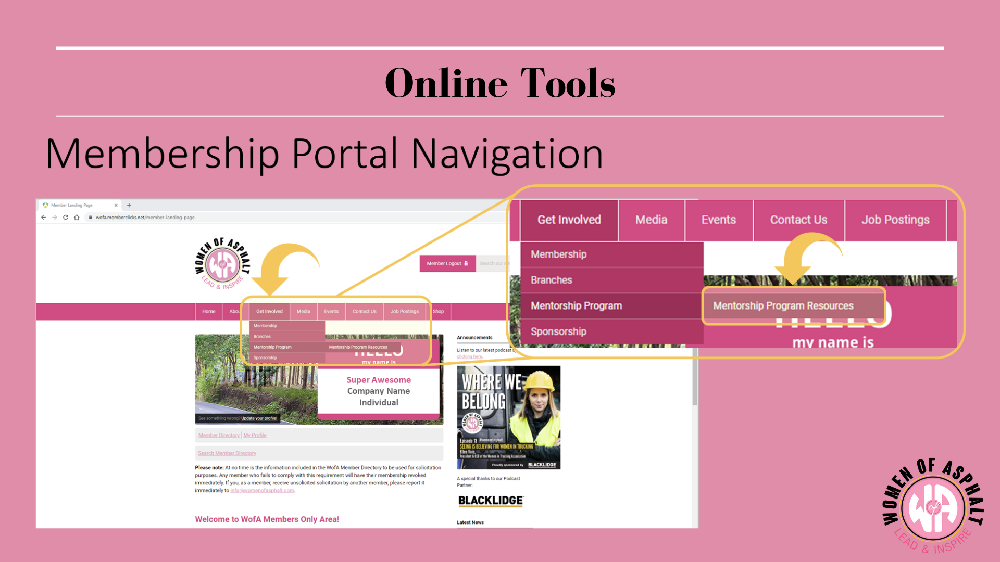 Online Tools
Membership Portal Navigation
Member Landing Page
wofa.memberclicks.net/member-landing-page
WOMEN OF ASPHALT
WofA
LEAD & INSPIRE
Member Logout
Search our
Home
Abou
Get Involved
Media
Events
Contact Us
Job Postings
Shop
Membership
Branches
Mentorship Program
Mentorship Program Resources
Sponsorship
HELLO
my name is
Super Awesome
Company Name
Individual
See something wrong? Update your profile!
Member Directory | My Profile
Search Member Directory
Please note: At no time is the information included in the WofA Member Directory to be used for solicitation
purposes. Any member who fails to comply with this requirement will have their membership revoked
immediately. If you, as a member, receive unsolicited solicitation by another member, please report it
immediately to info@womenofasphalt.com.
Welcome to WofA Members Only Area!
Announcements
Listen to our latest podcast by
clicking here.
WHERE WE
BELONG
WOMEN OF ASPHALT
WofA
LEAD & INSPIRE
Episode 13 #womenofasphalt
SEEING IS BELIEVING FOR WOMEN IN TRUCKING
Ellen Voie,
President & CEO of the Women in Trucking Association
Proudly sponsored by BLACKLIDGE
A special thanks to our Podcast
Partner:
BLACKLIDGE
Latest News
Get Involved
Media
Events
Contact Us
Job Postings
Membership
Branches
Mentorship Program
Mentorship Program Resources
Sponsorship
HELLO
my name is
WOMEN OF ASPHALT
WofA
LEAD & INSPIRE